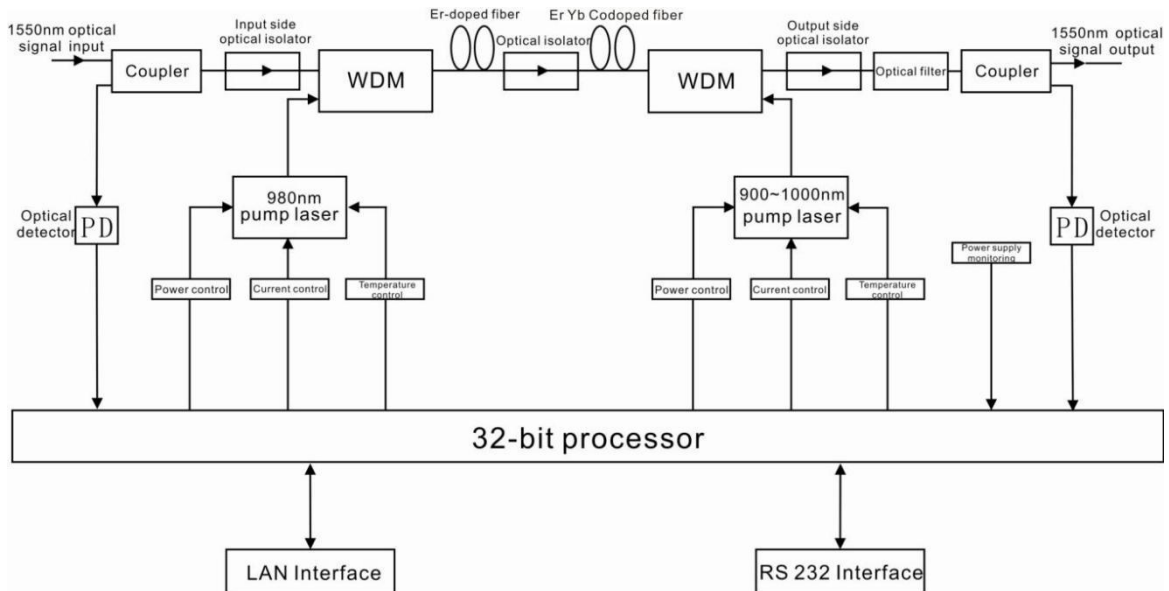 1550nm optical
signal input
Coupler
Input side
optical isolator
WDM
Er-doped fiber
Optical isolator
Er Yb Codoped fiber
WDM
Output side
optical isolator
Optical filter
Coupler
1550nm optical
signal output
Optical
detector
PD
980nm
pump laser
900~1000nm
pump laser
PD
Optical
detector
Power supply
monitoring
Power control
Current control
Temperature
control
Power control
Current control
Temperature
control
32-bit processor
LAN Interface
RS 232 Interface